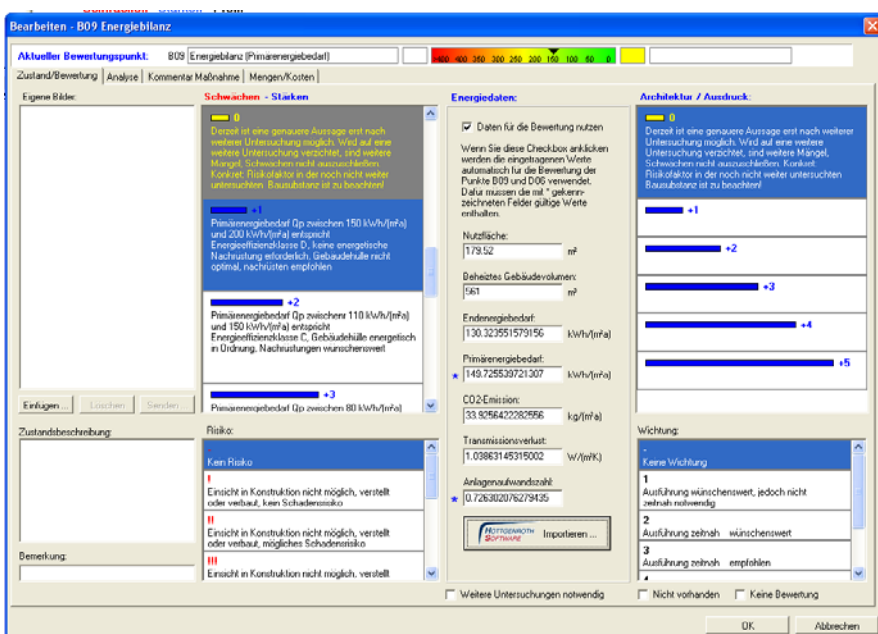 Bearbeiten - B09 Energiebilanz
Aktueller Bewertungspunkt: B09 Energiebilanz (Primärenergiebedarf)
>400 400 350 300 250 200 150 100 50 0
Zustand/Bewertung Analyse Kommentar Maßnahme Mengen/Kosten
Eigene Bilder:
Einfügen ... Löschen Senden...
Zustandsbeschreibung:
Bemerkung:
Schwächen - Stärken
0
Derzeit ist eine genauere Aussage erst nach
weiterer Untersuchung möglich. Wird auf eine
weitere Untersuchung verzichtet, sind weitere
Mängel, Schwächen nicht auszuschließen.
Konkret: Risikofaktor in der noch nicht weiter
untersuchten Bausubstanz ist zu beachten!
+1
Primärenergiebedarf Qp zwischen 150 kWh/(m²a)
und 200 kWh/(m²a) entspricht
Energieeffizienzklasse D, keine energetische
Nachrüstung erforderlich, Gebäudehülle nicht
optimal, nachrüsten empfohlen
+2
Primärenergiebedarf Qp zwischenr 110 kWh/(m²a)
und 150 kWh/(m²a) entspricht
Energieeffizienzklasse C, Gebäudehülle energetisch
in Ordnung, Nachrüstungen wünschenswert
+3
Primärenergiebedarf Qp zwischen 80 kWh/(m²a)
Risiko:
-
Kein Risiko
!
Einsicht in Konstruktion nicht möglich, verstellt
oder verbaut, kein Schadensrisiko
!!
Einsicht in Konstruktion nicht möglich, verstellt
oder verbaut, mögliches Schadensrisiko
!!!
Einsicht in Konstruktion nicht möglich, verstellt
Energiedaten:
Daten für die Bewertung nutzen
Wenn Sie diese Checkbox anklicken
werden die eingetragenen Werte
automatisch für die Bewertung der
Punkte B09 und D06 verwendet.
Dafür müssen die mit * gekenn-
zeichneten Felder gültige Werte
enthalten.
Nutzfläche:
179.52 m²
Beheiztes Gebäudevolumen:
561 m³
Endenergiebedarf:
130.323551579156 kWh/(m²a)
Primärenergiebedarf:
* 149.725539721307 kWh/(m²a)
CO2-Emission:
33.9256422282556 kg/(m²a)
Transmissionsverlust:
1.03863145315002 W/(m²K)
Anlagenaufwandszahl:
* 0.726302076279435
HOTTGENROTH
SOFTWARE
Importieren ...
Weitere Untersuchungen notwendig
Architektur / Ausdruck:
0
Derzeit ist eine genauere Aussage erst nach weiterer
Untersuchung möglich. Wird auf eine weitere
Untersuchung verzichtet, sind weitere Mängel,
Schwächen nicht auszuschließen. Konkret:
Risikofaktor in der noch nicht weiter untersuchten
Bausubstanz ist zu beachten!
+1
+2
+3
+4
+5
Wichtung:
-
Keine Wichtung
1
Ausführung wünschenswert, jedoch nicht
zeitnah notwendig
2
Ausführung zeitnah wünschenswert
3
Ausführung zeitnah empfohlen
Nicht vorhanden Keine Bewertung
OK Abbrechen